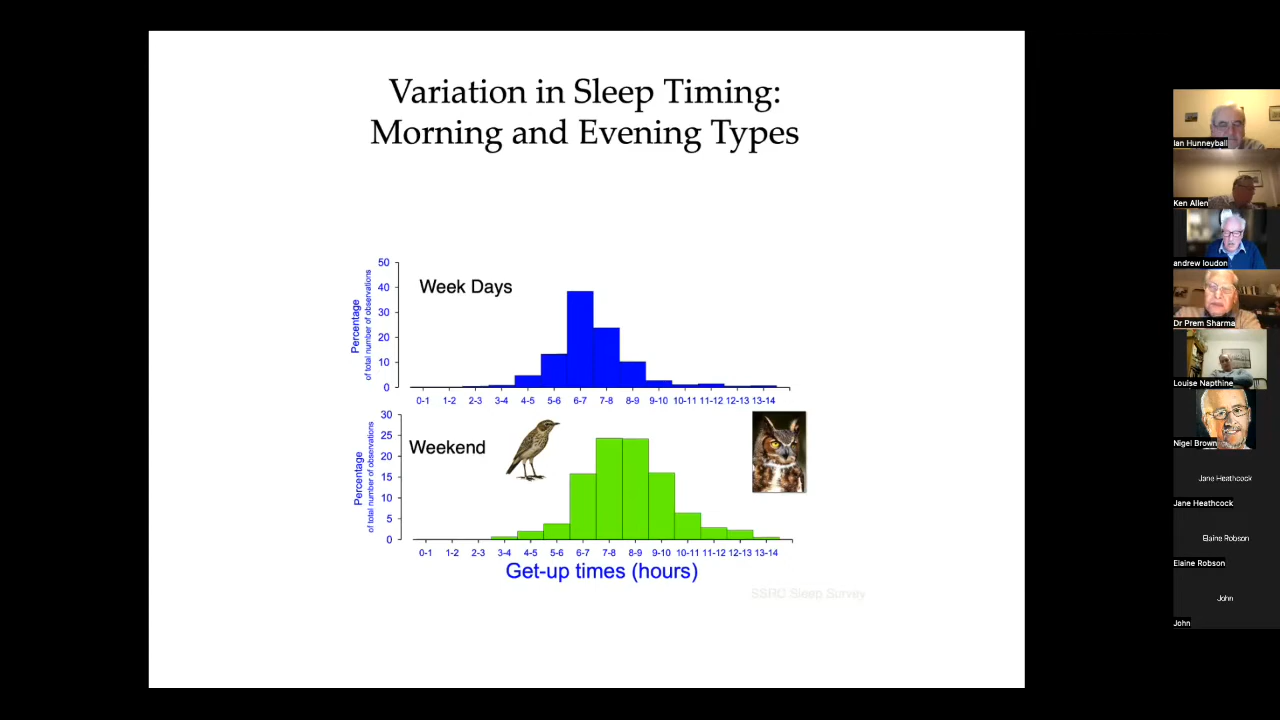 Variation in Sleep Timing:
Morning and Evening Types
50
40
30
20
10
0
Percentage
of total number of observations
Week Days
0-1 1-2 2-3 3-4 4-5 5-6 6-7 7-8 8-9 9-10 10-11 11-12 12-13 13-14
30
25
20
15
10
5
0
Percentage
of total number of observations
Weekend
0-1 1-2 2-3 3-4 4-5 5-6 6-7 7-8 8-9 9-10 10-11 11-12 12-13 13-14
Get-up times (hours)
SSRC Sleep Survey
Ian Hunneyball
Ken Allen
andrew loudon
Dr Prem Sharma
Louise Napthine
Nigel Brown
Jane Heathcock
Jane Heathcock
Elaine Robson
Elaine Robson
John
John